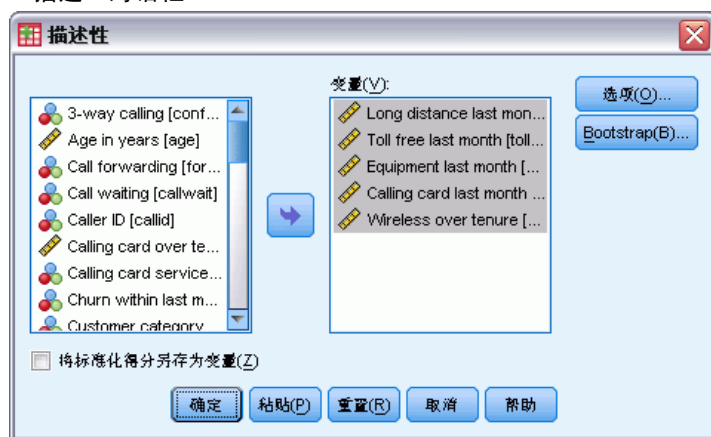 描述性
变量(V):
3-way calling [conf...
Age in years [age]
Call forwarding [for...
Call waiting [callwait]
Caller ID [callid]
Calling card over te...
Calling card service...
Churn within last m...
Customer category
Long distance last mon...
Toll free last month [toll...
Equipment last month [...
Calling card last month ...
Wireless over tenure [...
选项(O)...
Bootstrap(B)...
将标准化得分另存为变量(Z)
确定 粘贴(P) 重置(R) 取消 帮助